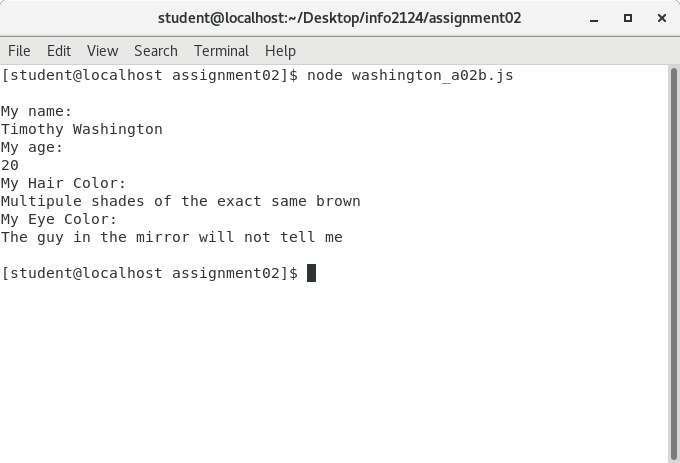 student@localhost:~/Desktop/info2124/assignment02
File Edit View Search Terminal Help
[student@localhost assignment02]$ node washington_a02b.js
My name:
Timothy Washington
My age:
20
My Hair Color:
Multipule shades of the exact same brown
My Eye Color:
The guy in the mirror will not tell me
[student@localhost assignment02]$